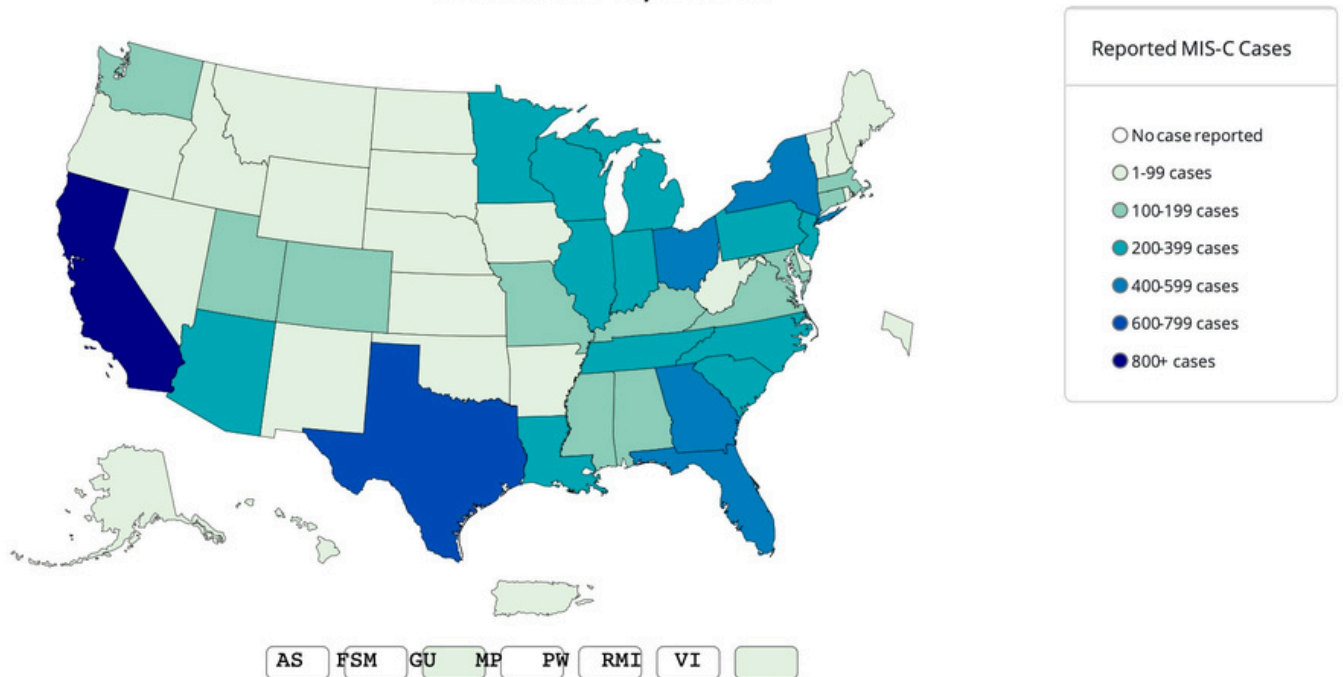 Reported MIS-C Cases
No case reported
1-99 cases
100-199 cases
200-399 cases
400-599 cases
600-799 cases
800+ cases
AS FSM GU MP PW RMI VI